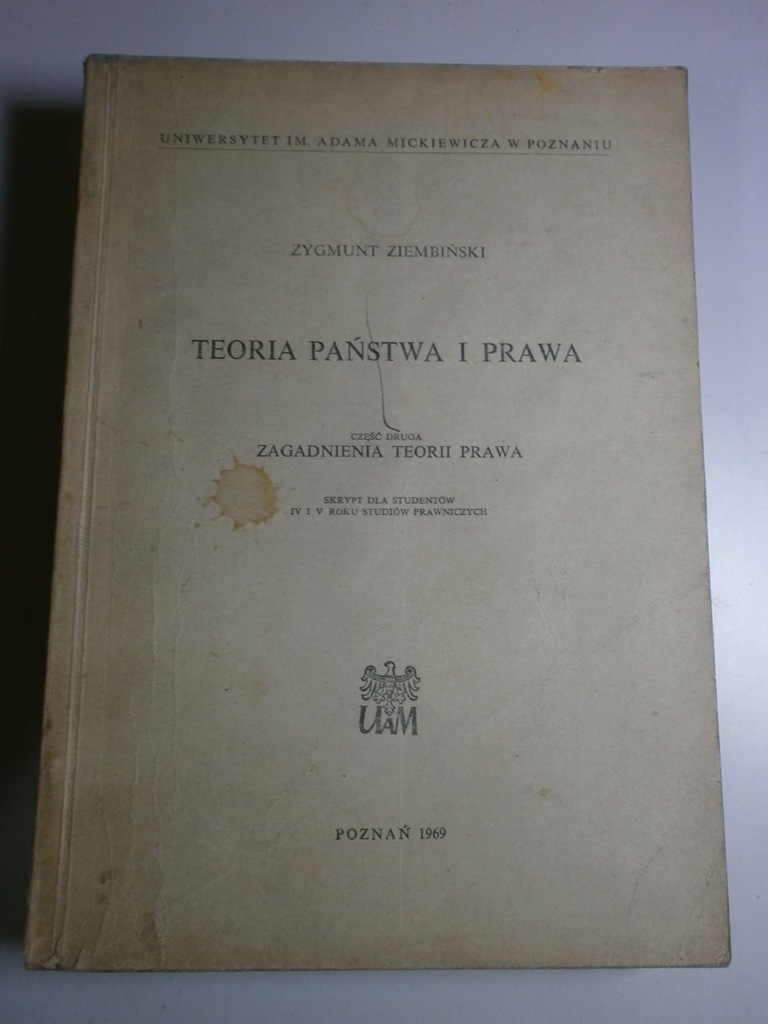 UNIWERSYTET IM. ADAMA MICKIEWICZA W POZNANIU
ZYGMUNT ZIEMBIŃSKI
TEORIA PAŃSTWA I PRAWA
CZĘŚĆ DRUGA
ZAGADNIENIA TEORII PRAWA
SKRYPT DLA STUDENTÓW
IV I V ROKU STUDIÓW PRAWNICZYCH
UAM
POZNAŃ 1969